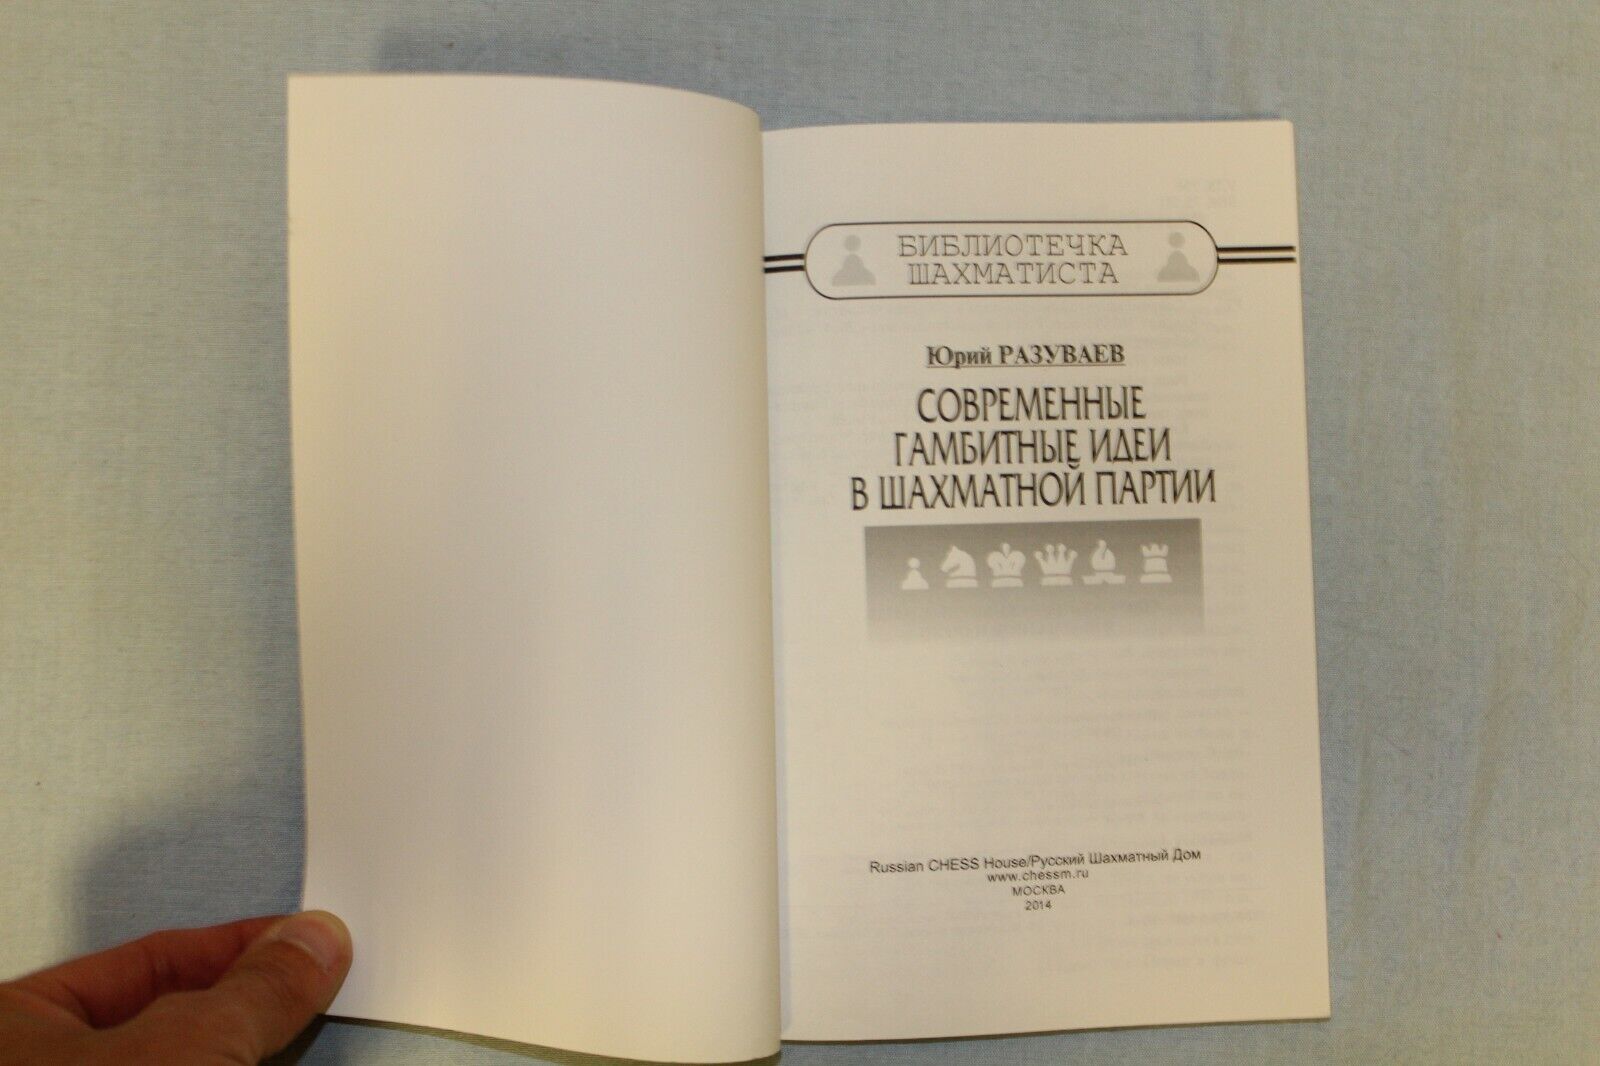 БИБЛИОТЕЧКА
ШАХМАТИСТА
Юрий РАЗУВАЕВ
СОВРЕМЕННЫЕ
ГАМБИТНЫЕ ИДЕИ
В ШАХМАТНОЙ ПАРТИИ
Russian CHESS House/Русский Шахматный Дом
www.chessm.ru
МОСКВА
2014